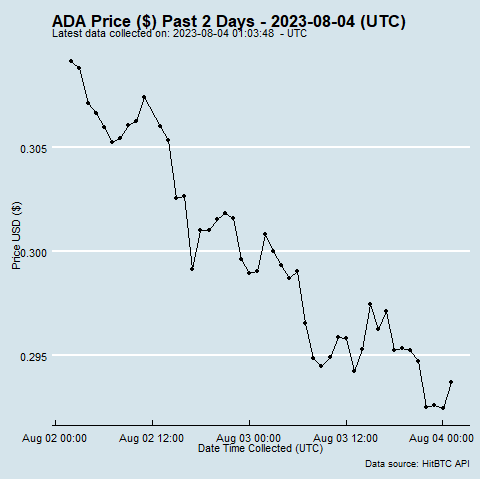 ADA Price ($) Past 2 Days - 2023-08-04 (UTC)
Latest data collected on: 2023-08-04 01:03:48  - UTC
Price USD ($)
0.305
0.300
0.295
Aug 02 00:00
Aug 02 12:00
Aug 03 00:00
Aug 03 12:00
Aug 04 00:00
Date Time Collected (UTC)
Data source: HitBTC API